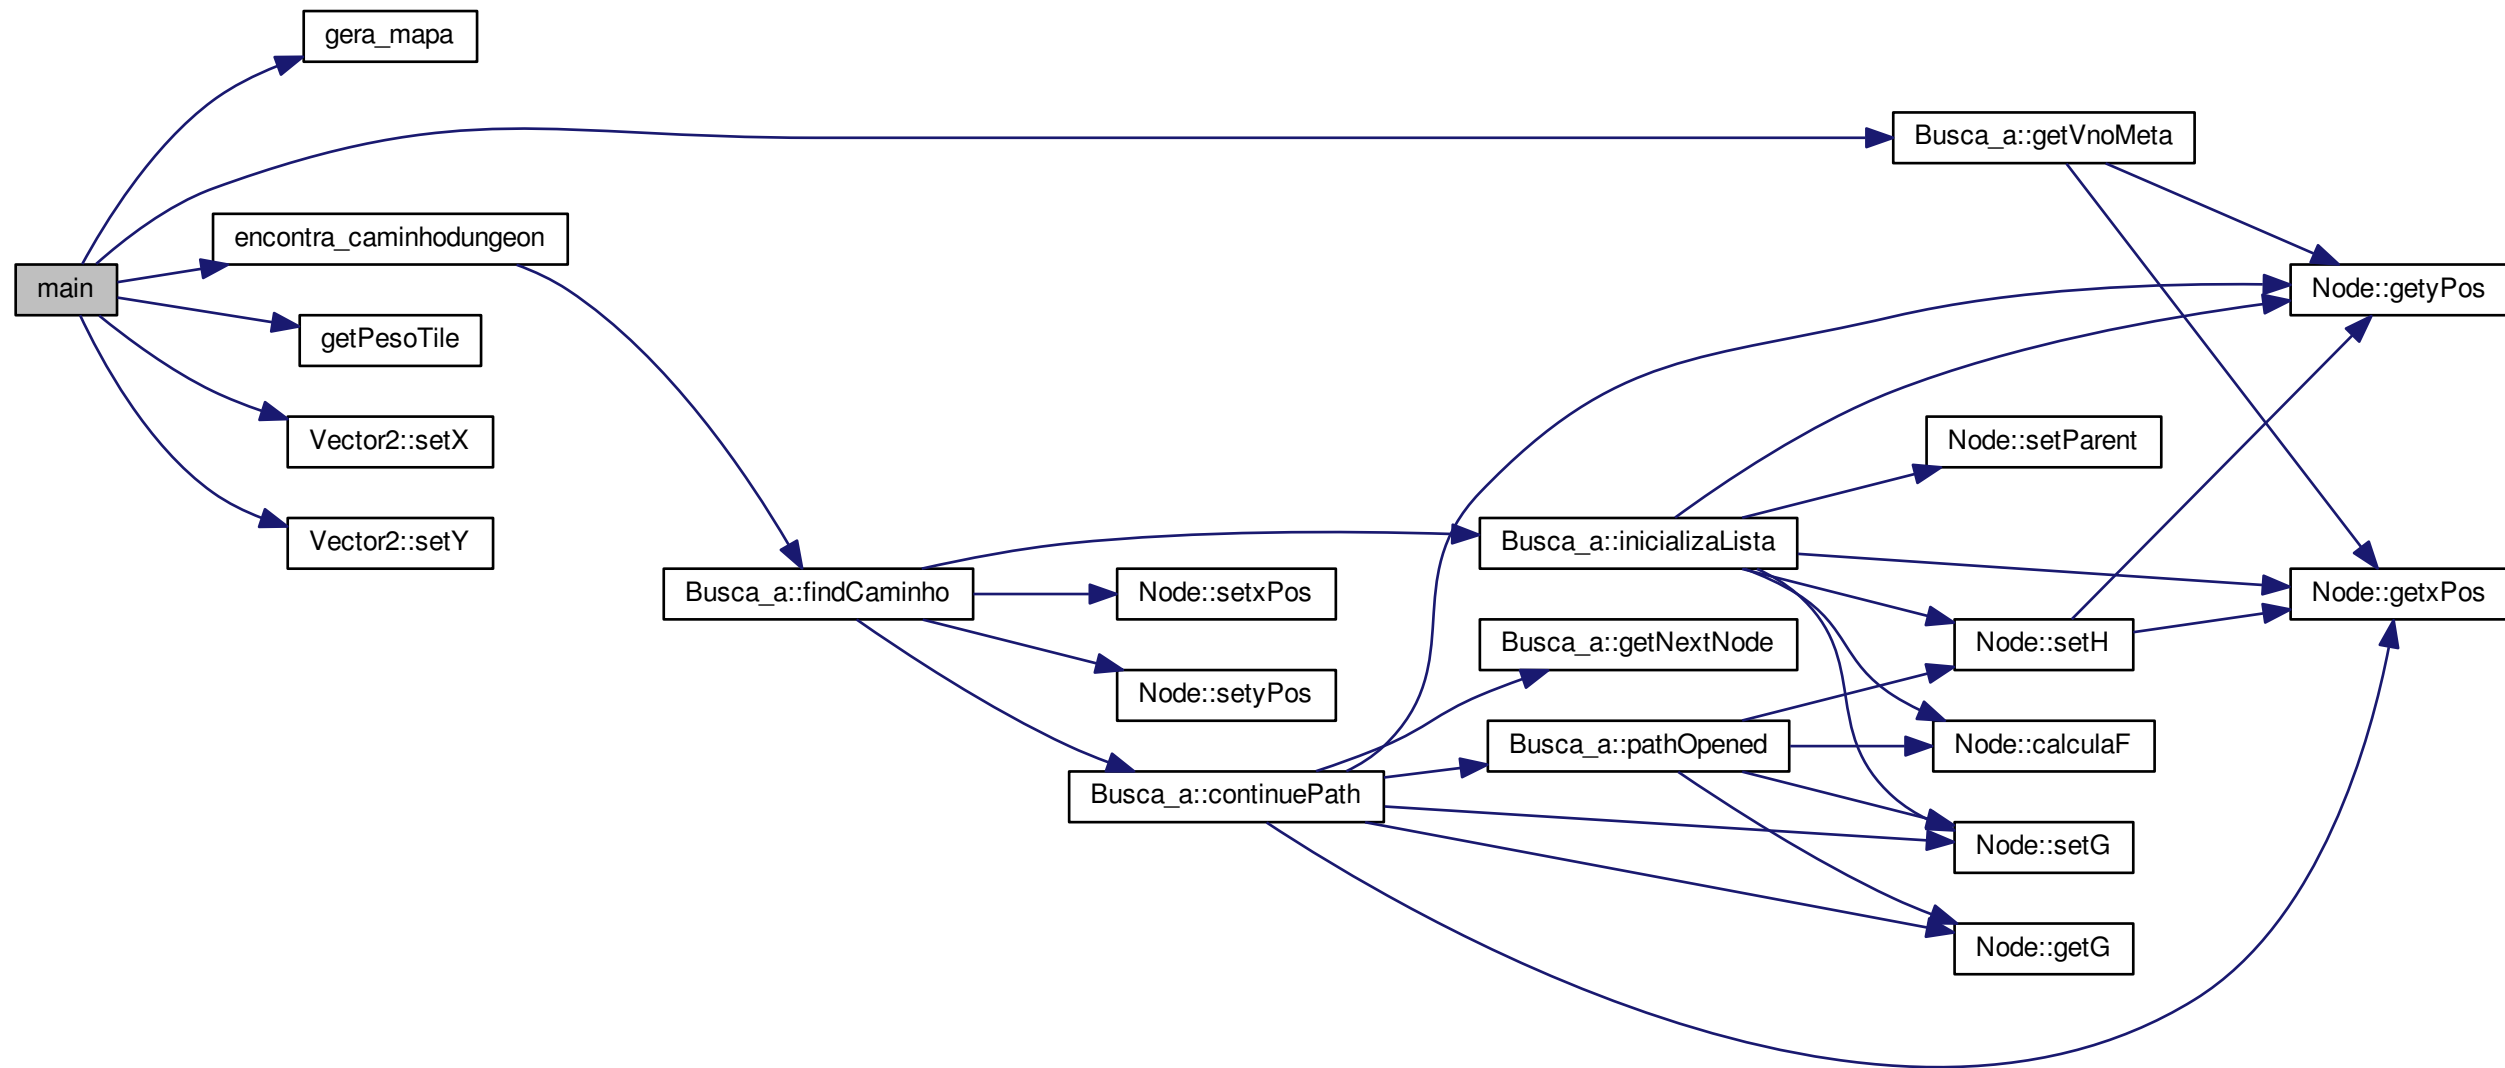 gera_mapa
Busca_a::getVnoMeta
encontra_caminhodungeon
main
Node::getyPos
getPesoTile
Vector2::setX
Node::setParent
Vector2::setY
Busca_a::inicializaLista
Busca_a::findCaminho
Node::setxPos
Node::getxPos
Busca_a::getNextNode
Node::setH
Node::setyPos
Busca_a::pathOpened
Node::calculaF
Busca_a::continuePath
Node::setG
Node::getG